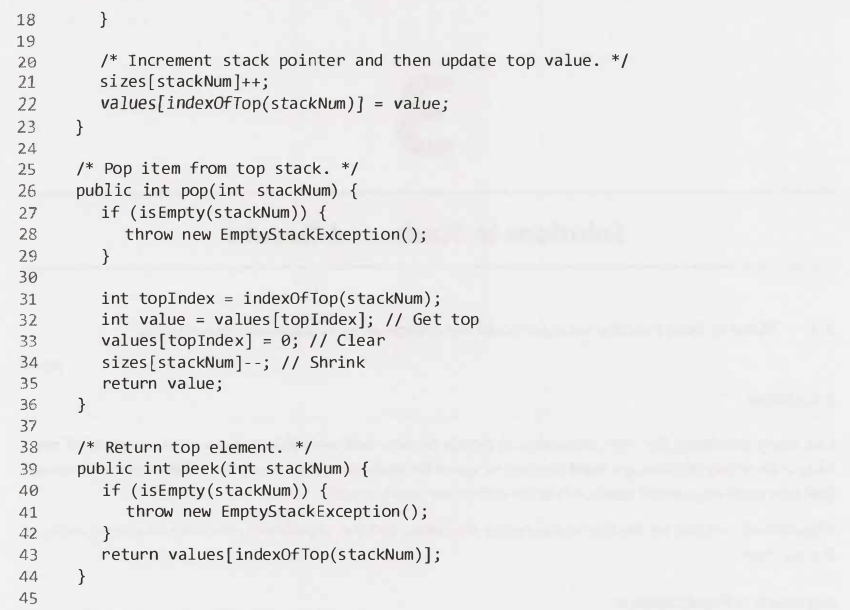 18 }
19
20 /* Increment stack pointer and then update top value. */
21 sizes[stackNum]++;
22 values[indexOfTop(stackNum)] = value;
23 }
24
25 /* Pop item from top stack. */
26 public int pop(int stackNum) {
27 if (isEmpty(stackNum)) {
28 throw new EmptyStackException();
29 }
30
31 int topIndex = indexOfTop(stackNum);
32 int value = values[topIndex]; // Get top
33 values[topIndex] = 0; // Clear
34 sizes[stackNum]--; // Shrink
35 return value;
36 }
37
38 /* Return top element. */
39 public int peek(int stackNum) {
40 if (isEmpty(stackNum)) {
41 throw new EmptyStackException();
42 }
43 return values[indexOfTop(stackNum)];
44 }
45